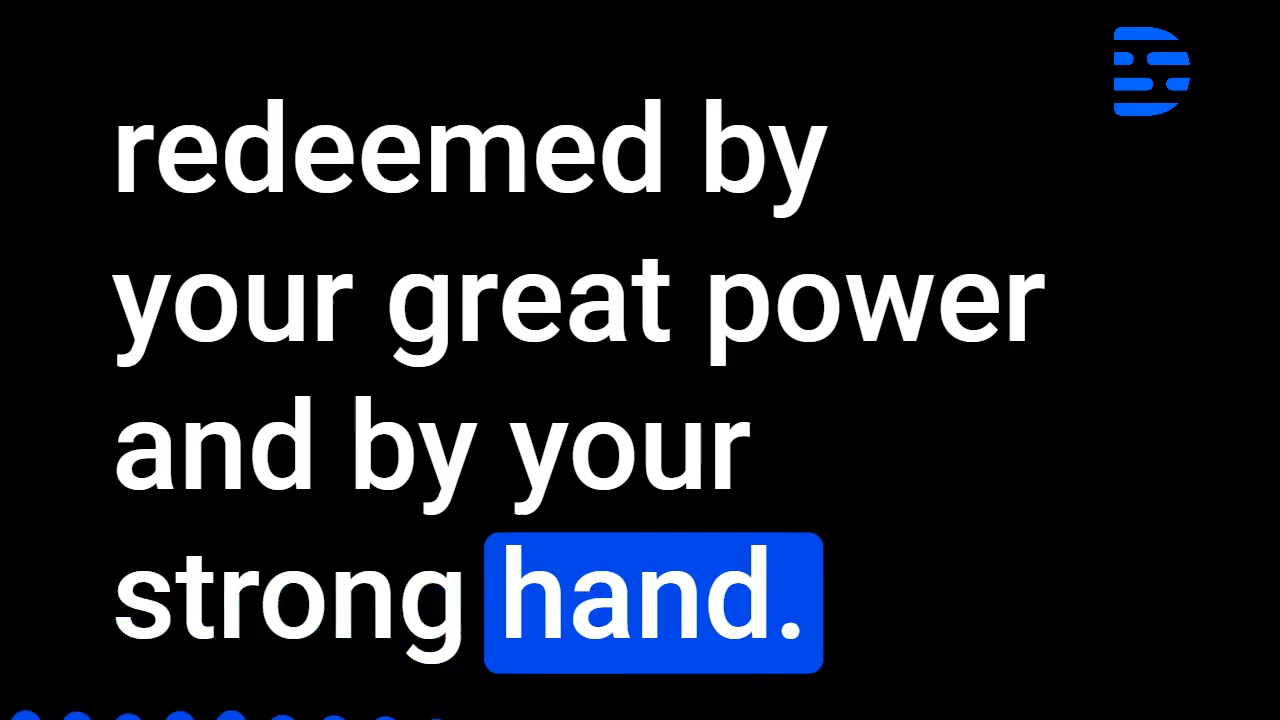 redeemed by
your great power
and by your
strong hand.